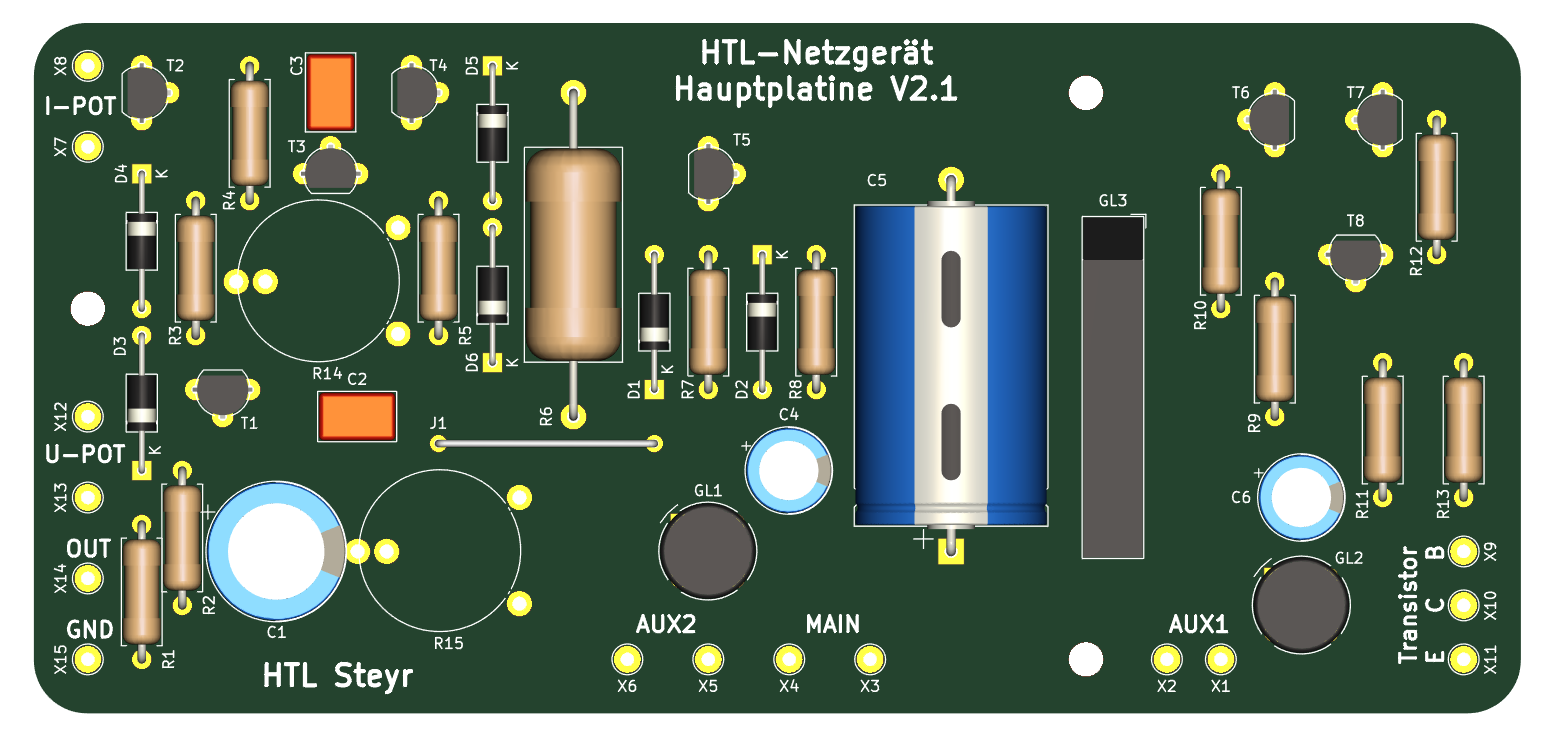 HTL-Netzgerät
Hauptplatine V2.1
X8
T2
C3
T4
D5
K
I-POT
X7
T3
R4
D4
K
T5
C5
GL3
T6
T7
T8
R12
R10
R3
D3
R14
C2
R5
D6
K
R6
D1
K
R7
D2
K
R8
C4
+
J1
T1
X12
U-POT
K
X13
R9
+
C6
R11
R13
GL1
+
+
OUT
X14
R2
C1
GND
X15
R1
HTL Steyr
R15
AUX2
X6
X5
MAIN
X4
X3
AUX1
X2
X1
GL2
Transistor
B
X9
C
X10
E
X11